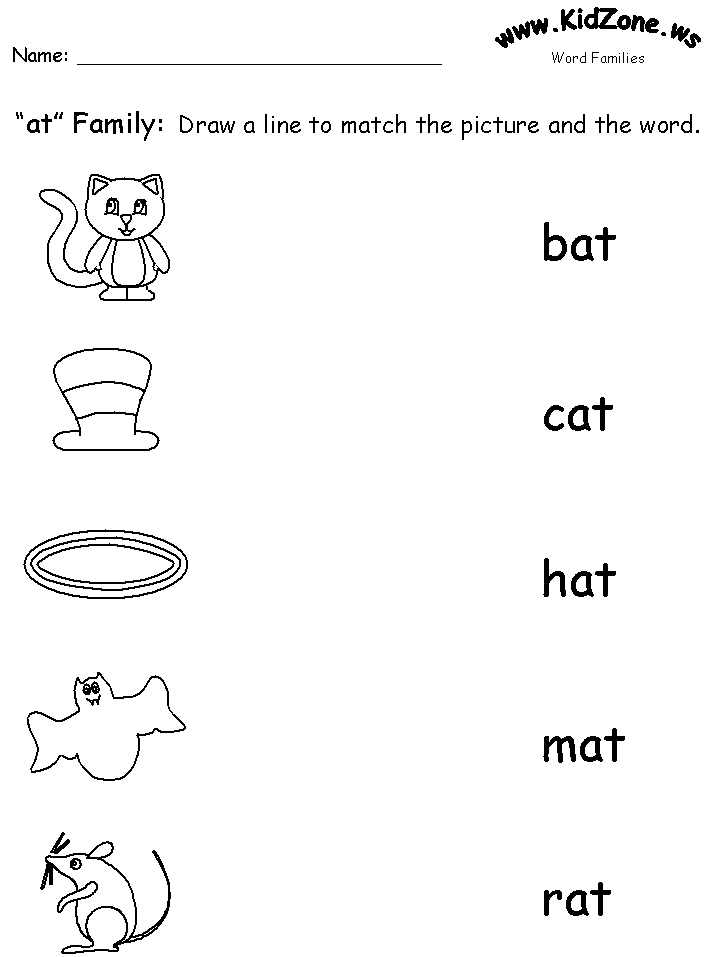 www.KidZone.ws
Name:
Word Families
“at” Family: Draw a line to match the picture and the word.
bat
cat
hat
mat
rat